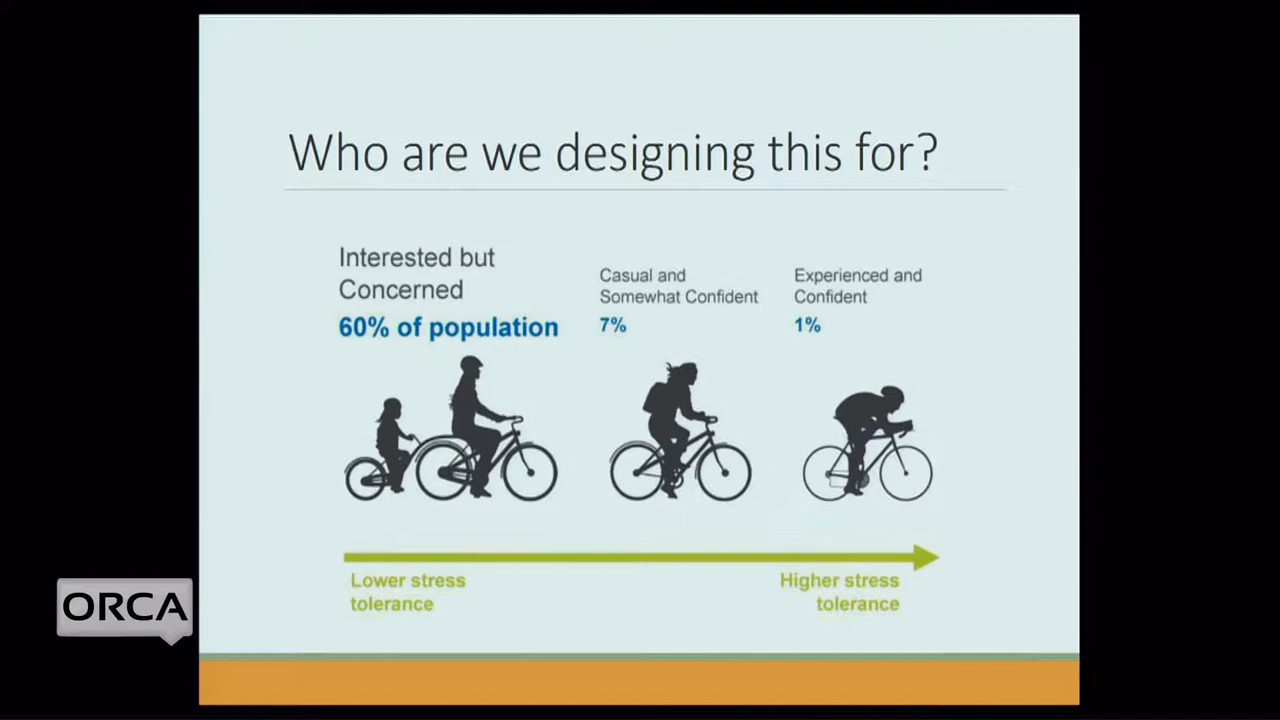 Who are we designing this for?
Interested but
Concerned
60% of population
Casual and
Somewhat Confident
7%
Experienced and
Confident
1%
Lower stress
tolerance
Higher stress
tolerance
ORCA